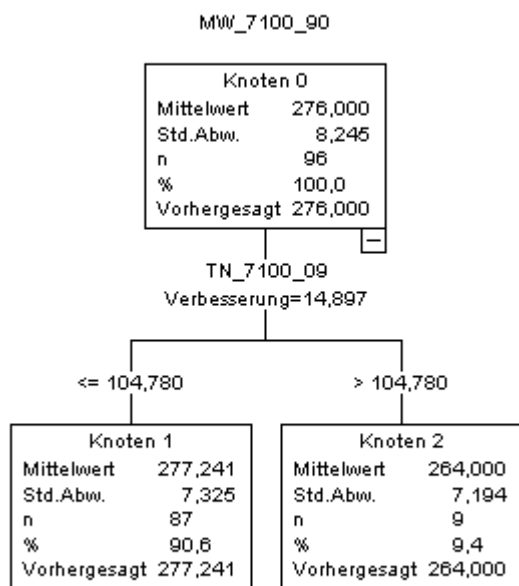 MW_7100_90
Knoten 0
Mittelwert 276,000
Std.Abw. 8,245
n 96
% 100,0
Vorhergesagt 276,000
TN_7100_09
Verbesserung=14,897
<= 104,780
> 104,780
Knoten 1
Mittelwert 277,241
Std.Abw. 7,325
n 87
% 90,6
Vorhergesagt 277,241
Knoten 2
Mittelwert 264,000
Std.Abw. 7,194
n 9
% 9,4
Vorhergesagt 264,000